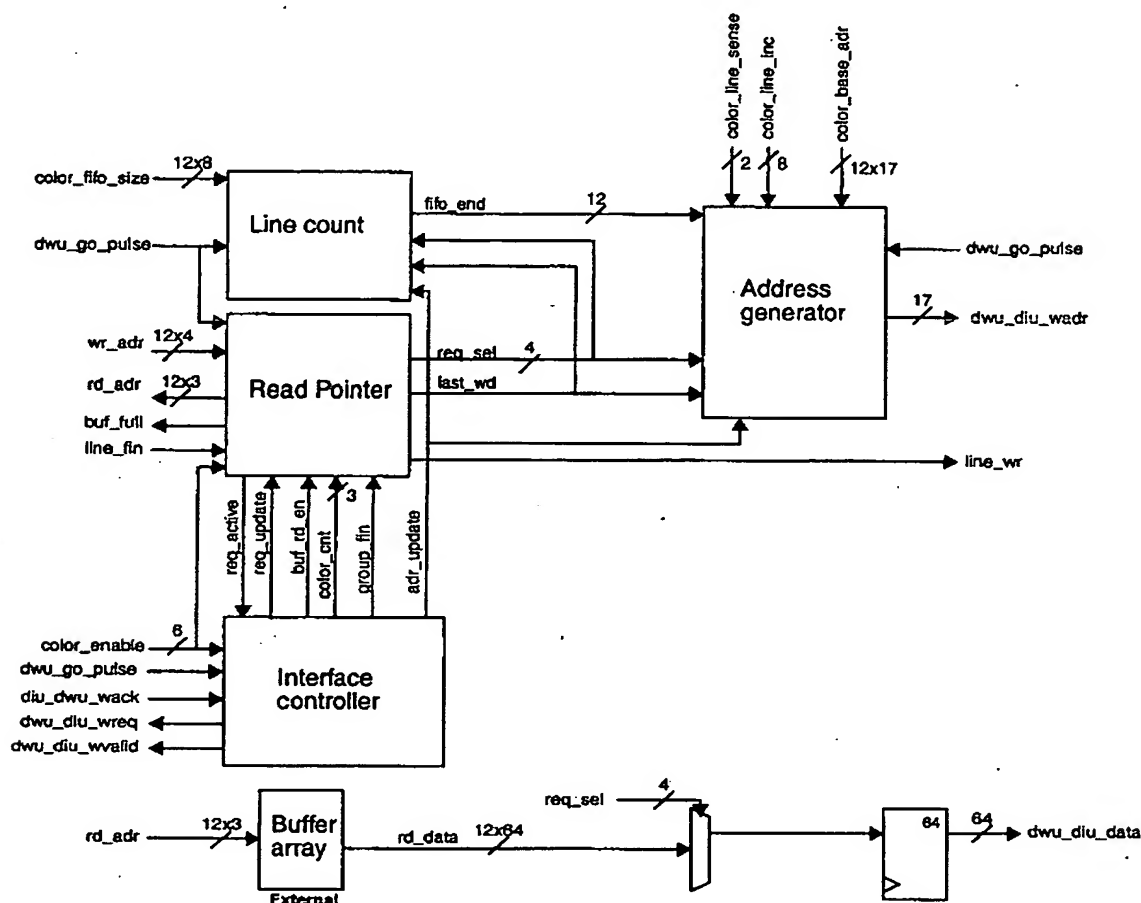 color_line_sense
color_line_inc
color_base_adr
2
8
12x17
color_fifo_size
12x8
Line count
fifo_end
12
dwu_go_pulse
dwu_go_pulse
Address
generator
17
dwu_diu_wadr
wr_adr
12x4
req_sel
4
rd_adr
12x3
Read Pointer
last_wd
buf_full
line_fin
line_wr
3
req_active
req_update
buf_rd_en
color_cnt
group_fin
adr_update
color_enable
6
dwu_go_pulse
Interface
controller
diu_dwu_wack
dwu_diu_wreq
dwu_diu_wvalid
req_sel
4
rd_adr
12x3
Buffer
array
rd_data
12x64
64
64
dwu_diu_data
External